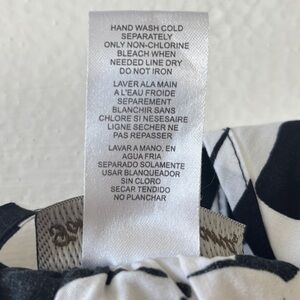 HAND WASH COLD
SEPARATELY
ONLY NON-CHLORINE
BLEACH WHEN
NEEDED LINE DRY
DO NOT IRON
LAVER ALA MAIN
A L'EAU FROIDE
SEPAREMENT
BLANCHIR SANS
CHLORE SI NESESAIRE
LIGNE SECHER NE
PAS REPASSER
LAVAR A MANO, EN
AGUA FRIA
SEPARADO SOLAMENTE
USAR BLANQUEADOR
SIN CLORO
SECAR TENDIDO
NO PLANCHAR